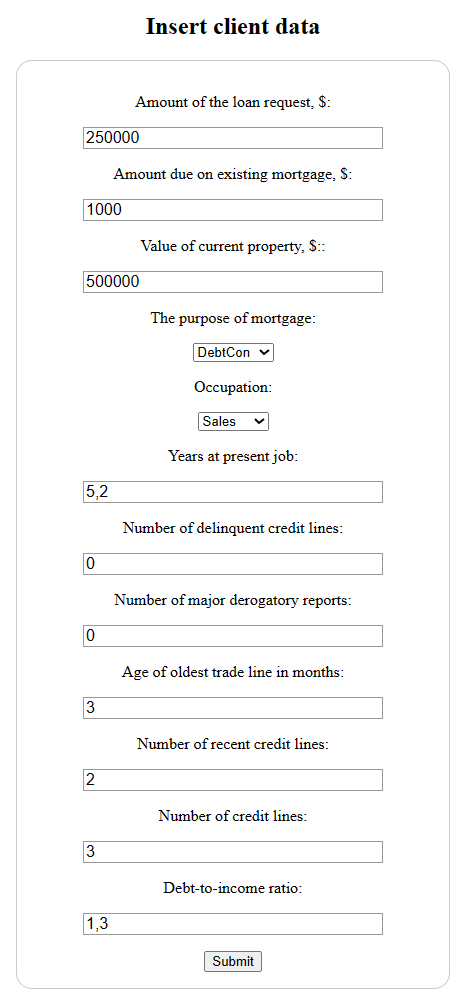 Insert client data
Amount of the loan request, $:
250000
Amount due on existing mortgage, $:
1000
Value of current property, $::
500000
The purpose of mortgage:
DebtCon
Occupation:
Sales
Years at present job:
5,2
Number of delinquent credit lines:
0
Number of major derogatory reports:
0
Age of oldest trade line in months:
3
Number of recent credit lines:
2
Number of credit lines:
3
Debt-to-income ratio:
1,3
Submit